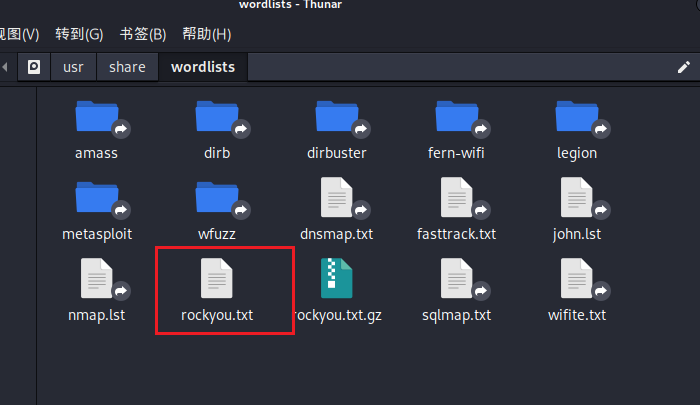 wordlists - Thunar
视图(V) 转到(G) 书签(B) 帮助(H)
usr share wordlists
amass dirb dirbuster fern-wifi legion
metasploit wfuzz dnsmap.txt fasttrack.txt john.lst
nmap.lst rockyou.txt rockyou.txt.gz sqlmap.txt wifite.txt